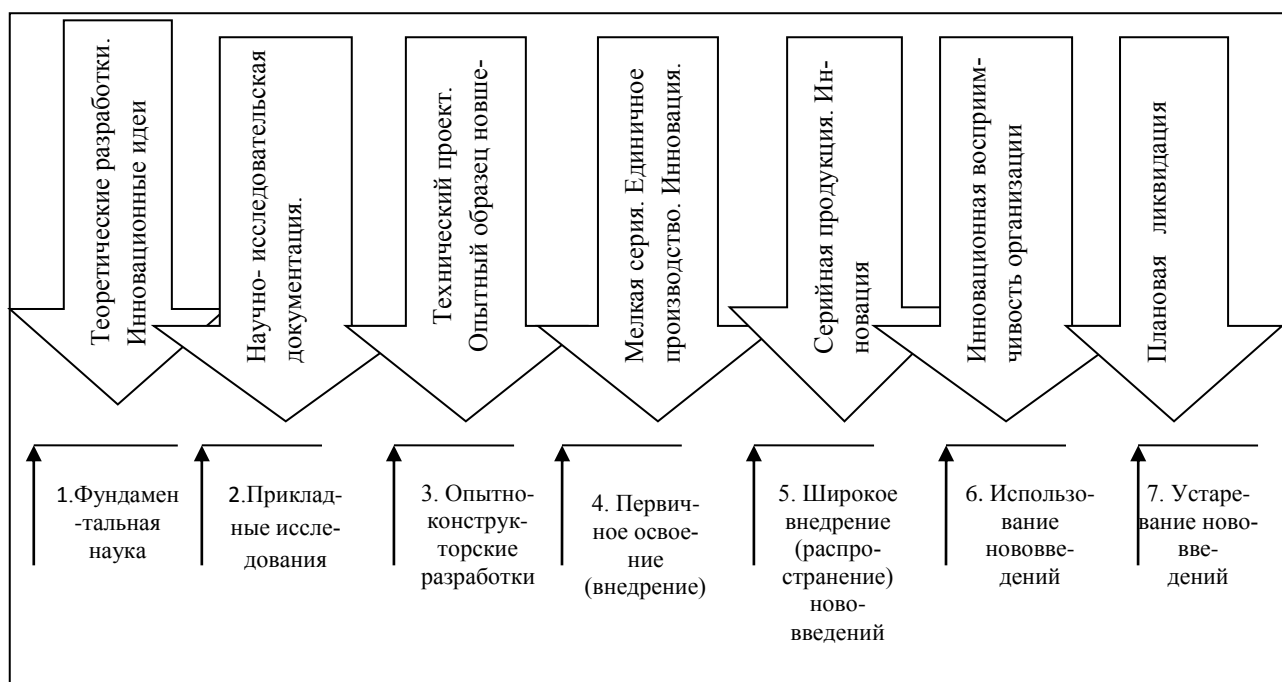 Теоретические разработки.
Инновационные идеи
Научно- исследовательская
документация.
Технический проект.
Опытный образец новше-
Мелкая серия. Единичное
производство. Инновация.
Серийная продукция. Ин-
новация
Инновационная восприим-
чивость организации
Плановая ликвидация
1.Фундамен
-тальная
наука
2.Приклад-
ные иссле-
дования
3. Опытно-
конструк-
торские
разработки
4. Первич-
ное освое-
ние
(внедрение)
5. Широкое
внедрение
(распро-
странение)
ново-
введений
6. Использо-
вание
нововве-
дений
7. Устаре-
вание ново-
вве-
дений